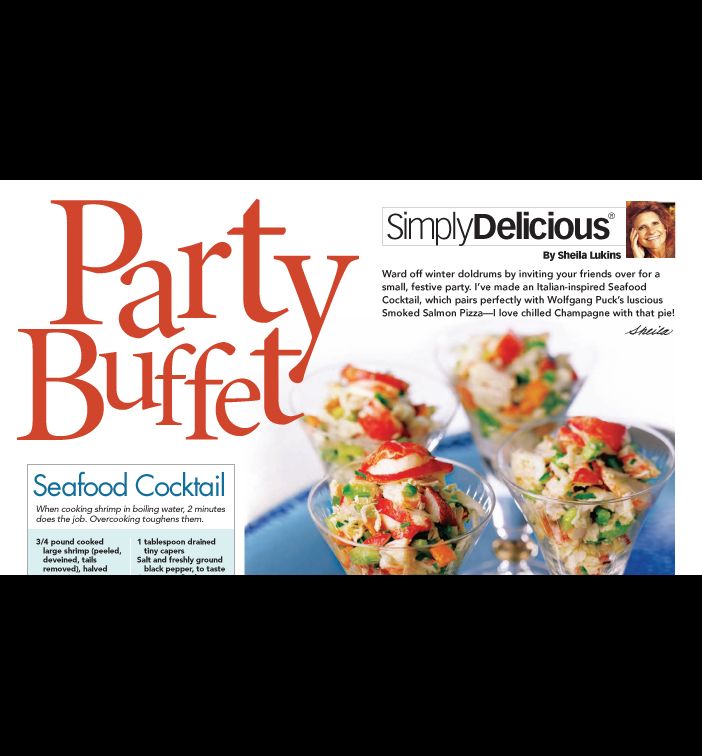 Party
Buffet
SimplyDelicious®
By Sheila Lukins
Ward off winter doldrums by inviting your friends over for a
small, festive party. I've made an Italian-inspired Seafood
Cocktail, which pairs perfectly with Wolfgang Puck's luscious
Smoked Salmon Pizza—I love chilled Champagne with that pie!
Sheila
Seafood Cocktail
When cooking shrimp in boiling water, 2 minutes
does the job. Overcooking toughens them.
3/4 pound cooked
large shrimp (peeled,
deveined, tails
removed), halved
1 tablespoon drained
tiny capers
Salt and freshly ground
black pepper, to taste